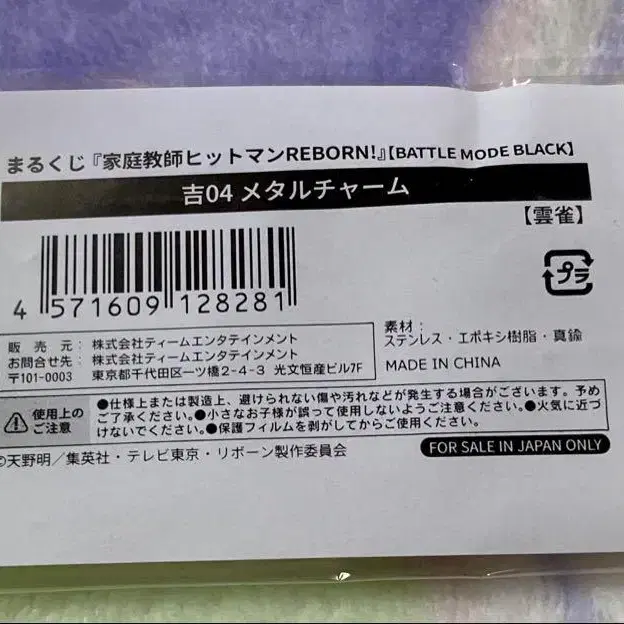 まるくじ『家庭教師ヒットマンREBORN!』【BATTLE MODE BLACK】
吉04 メタルチャーム
【雲雀】
プラ
4 571609 128281
販売元： 株式会社ティームエンタテインメント
お問合せ先： 株式会社ティームエンタテインメント
〒101-0003 東京都千代田区一ツ橋2-4-3 光文恒産ビル7F
素材：
ステンレス・エポキシ樹脂・真鍮
MADE IN CHINA
使用上のご注意
●仕様上または製造上、避けられない傷や汚れなどが発生する場合がございます。予め
ご了承ください。●小さなお子様が誤って使用しないようご注意ください。●火気に近づ
けないでください。●保護フィルムを剥がしてからご使用ください。
©天野明／集英社・テレビ東京・リボーン製作委員会
FOR SALE IN JAPAN ONLY